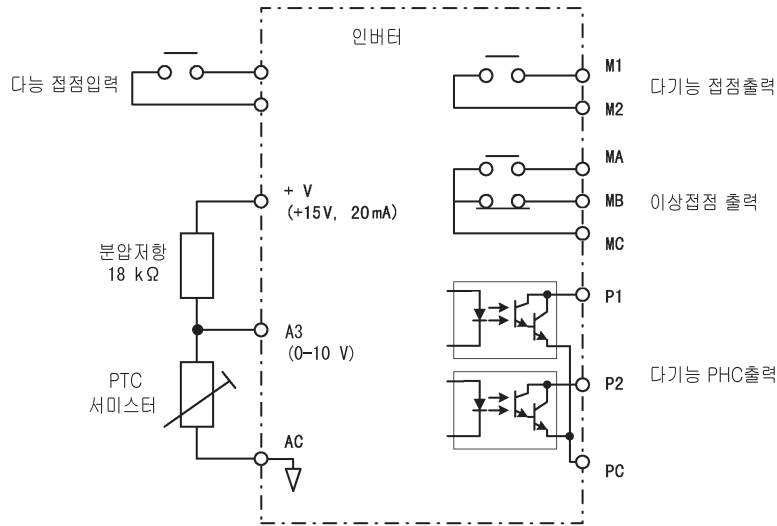 인버터
다능 접점입력
M1
M2
다기능 접점출력
MA
MB
MC
이상접점 출력
+ V
(+15V, 20mA)
분압저항
18 kΩ
A3
(0-10 V)
PTC
서미스터
AC
P1
P2
PC
다기능 PHC출력